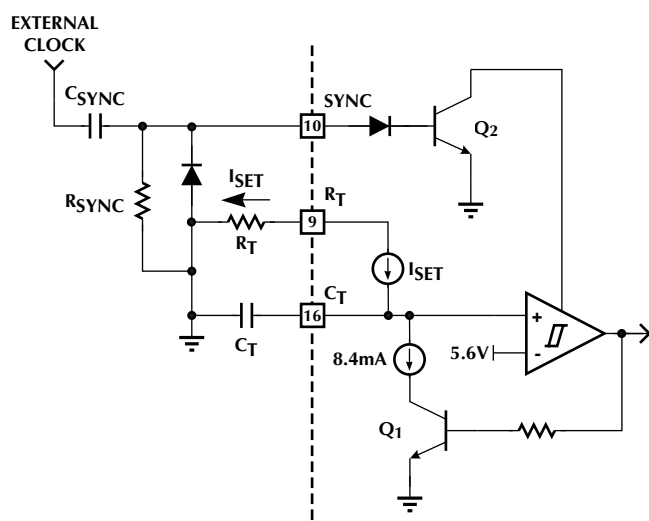 EXTERNAL
CLOCK
CSYNC
SYNC
10
Q2
RSYNC
ISET
RT
9
RT
ISET
CT
16
CT
+
5.6V
-
8.4mA
Q1